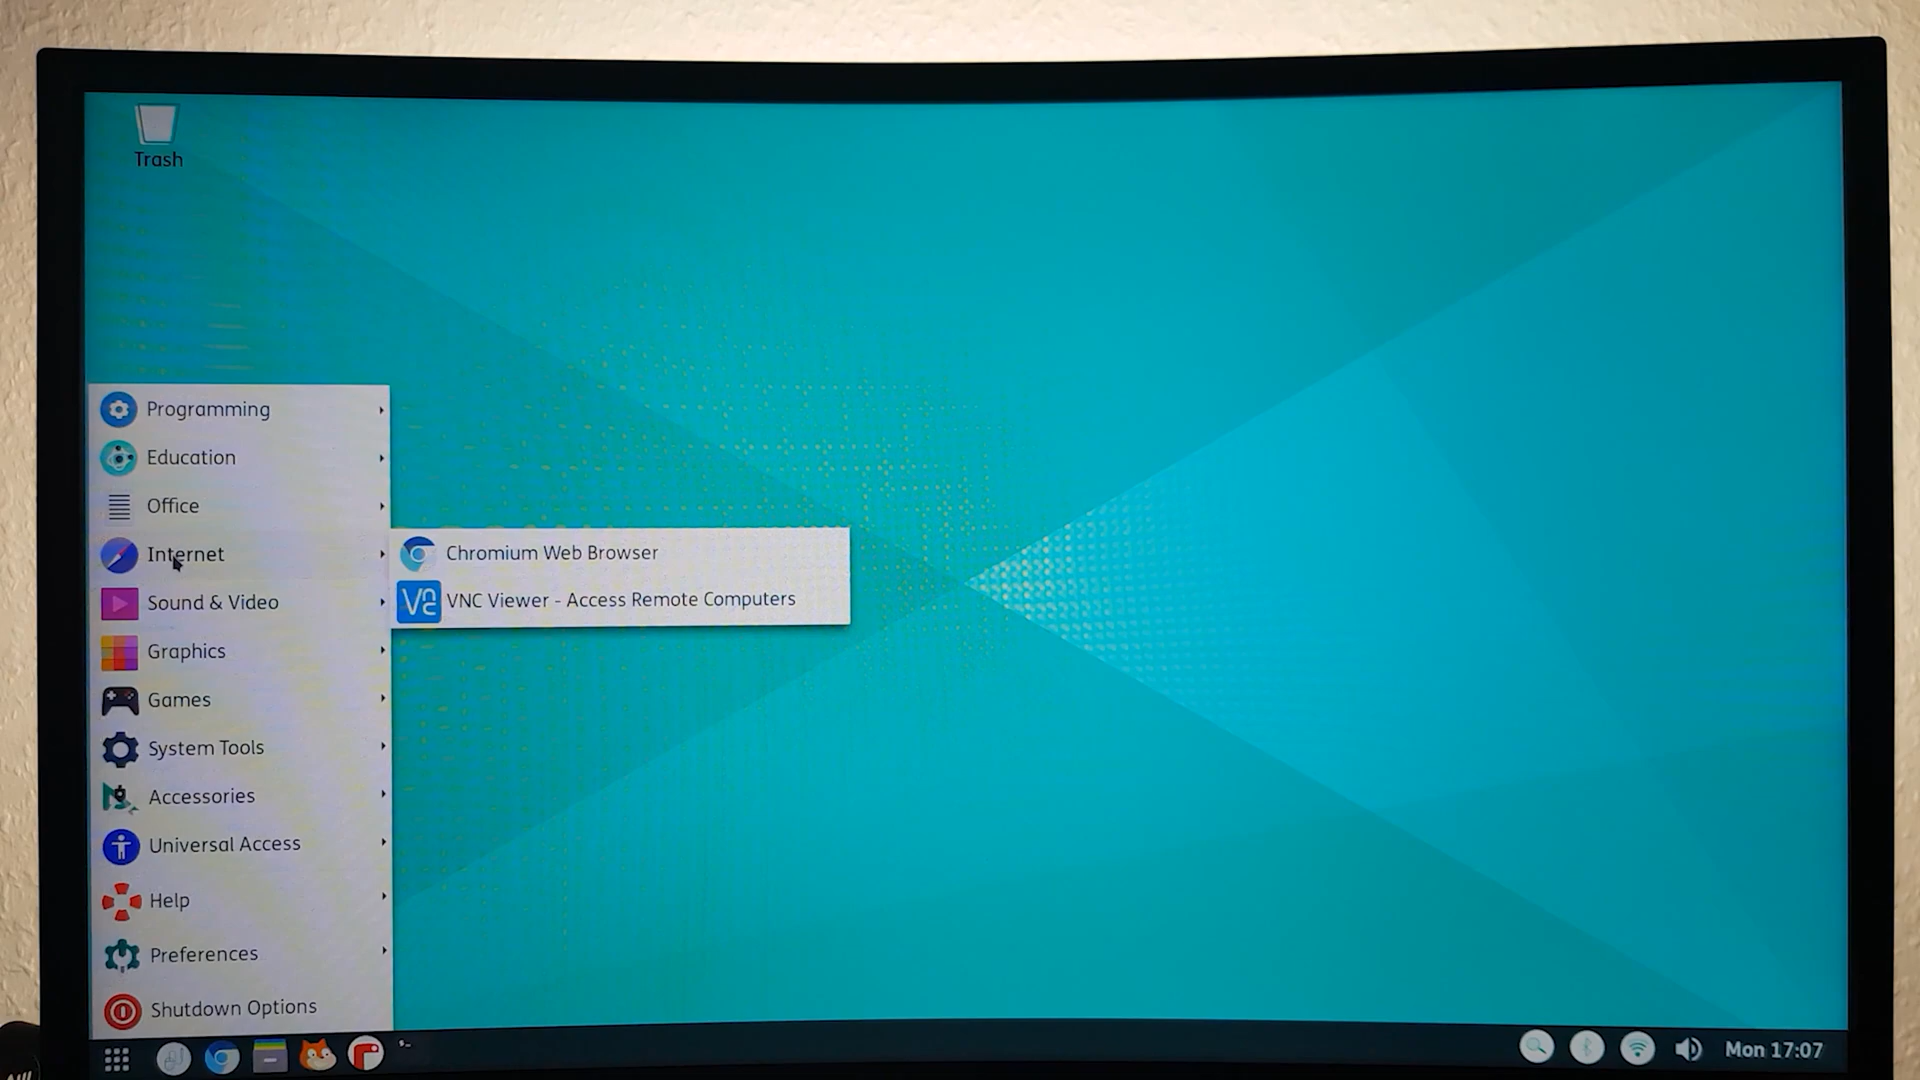 Trash
Programming
Education
Office
Internet
Chromium Web Browser
VNC Viewer - Access Remote Computers
Sound & Video
Graphics
Games
System Tools
Accessories
Universal Access
Help
Preferences
Shutdown Options
Mon 17:07